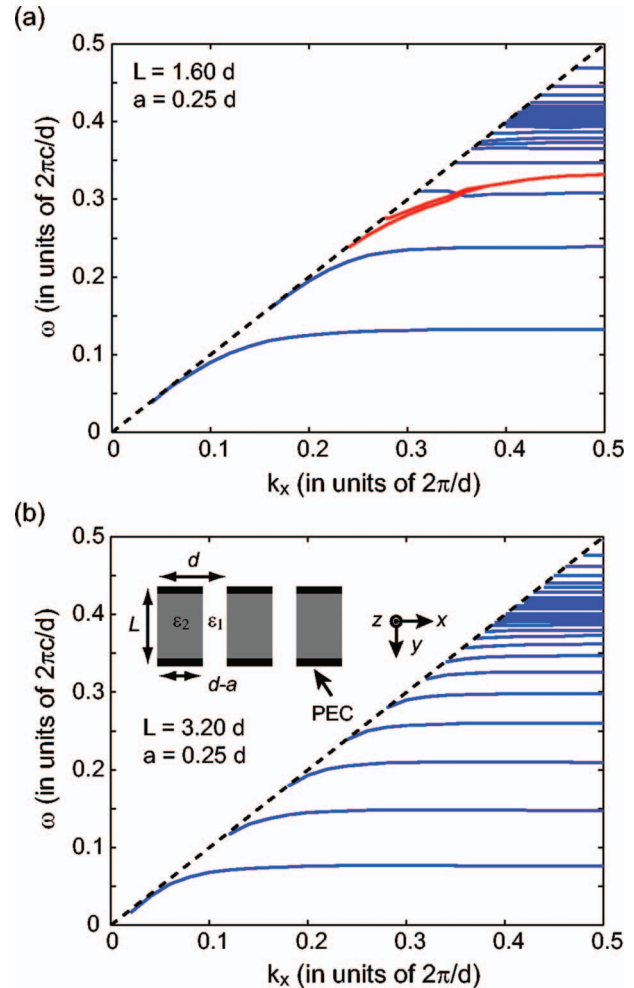 (a)
0.5
0.4
0.3
0.2
0.1
0
L = 1.60 d
a = 0.25 d
ω (in units of 2πc/d)
0
0.1
0.2
0.3
0.4
0.5
kx (in units of 2π/d)
(b)
0.5
0.4
0.3
0.2
0.1
0
ω (in units of 2πc/d)
d
L
ε2
ε1
d-a
z
x
y
PEC
L = 3.20 d
a = 0.25 d
0
0.1
0.2
0.3
0.4
0.5
kx (in units of 2π/d)